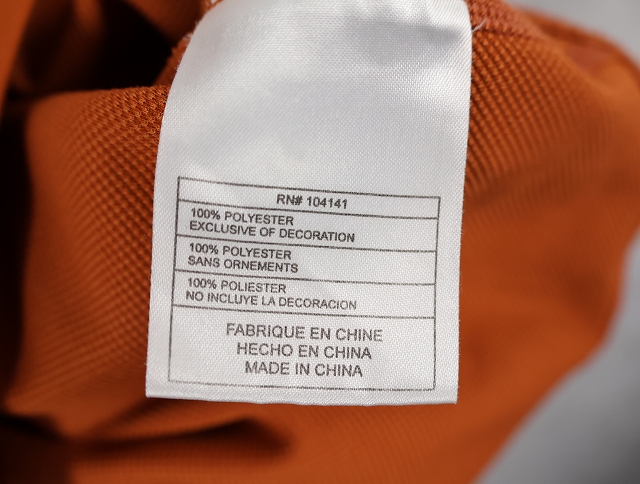 RN# 104141
100% POLYESTER
EXCLUSIVE OF DECORATION
100% POLYESTER
SANS ORNEMENTS
100% POLIESTER
NO INCLUYE LA DECORACION
FABRIQUE EN CHINE
HECHO EN CHINA
MADE IN CHINA